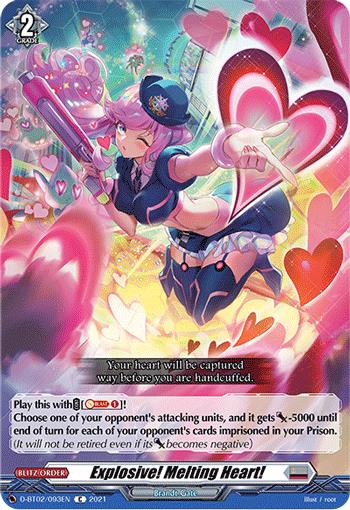 2
GRADE
Your heart will be captured
way before you are handcuffed.
Play this with [SOUL BLAST 1]!
Choose one of your opponent's attacking units, and it gets -5000 until
end of turn for each of your opponent's cards imprisoned in your Prison.
(It will not be retired even if its becomes negative)
BLITZ ORDER
Explosive! Melting Heart!
D-BT02/093EN C 2021
Brandt Gate
Illust / root